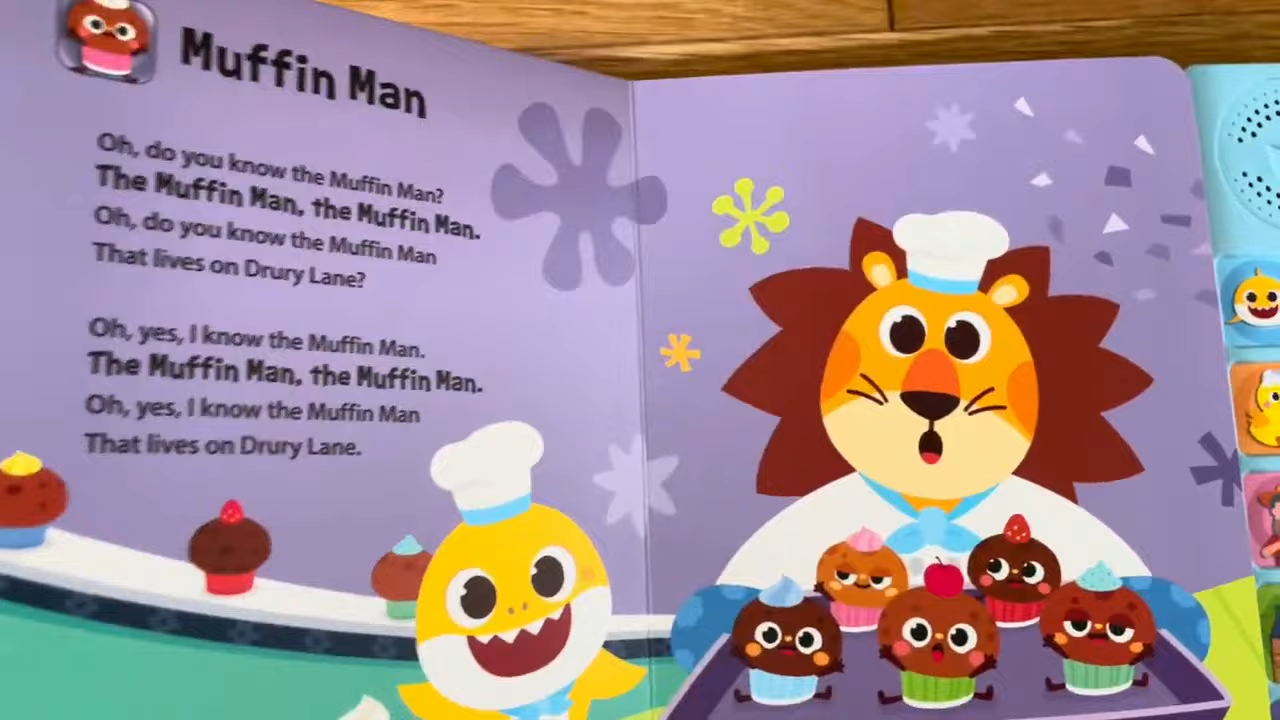 Muffin Man
Oh, do you know the Muffin Man?
The Muffin Man, the Muffin Man.
Oh, do you know the Muffin Man
That lives on Drury Lane?
Oh, yes, I know the Muffin Man.
The Muffin Man, the Muffin Man.
Oh, yes, I know the Muffin Man
That lives on Drury Lane.